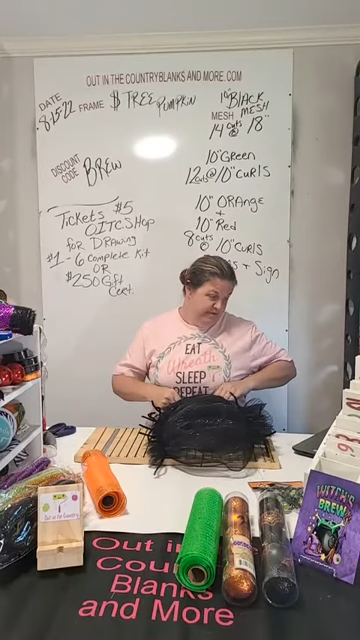 OUT IN THE COUNTRYBLANKS AND MORE.COM
DATE 8-15-22
FRAME $ TREE Pumpkin
DISCOUNT CODE BREW
Tickets $5
OITC Shop
for Drawing
#1 - 6 Complete Kit
OR
$250 Gift
Cert.
10" BLACK MESH
MESH 14 cuts @ 18"
10" Green
12 cuts @ 10" CURLS
10" ORANGE
+
10" Red
8 cuts @ 10" CURLS
+ Sign
EAT
Wreath
SLEEP
REPEAT
Out in the Country
WITCH'S
BREW
Out in the
Country
Blanks
and More